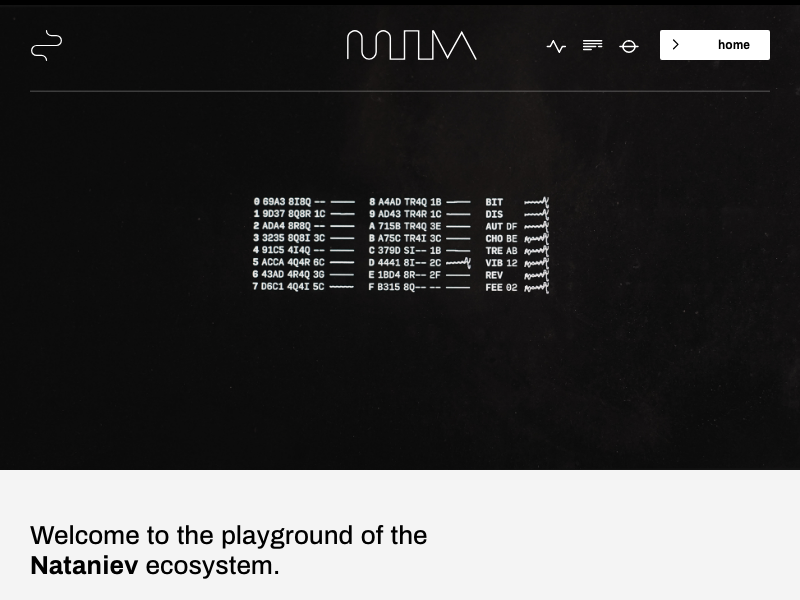 home
0 69A3 8I8Q -- 8 A4AD TR4Q 1B BIT
1 9D37 8Q8R 1C 9 AD43 TR4R 1C DIS
2 ADA4 8R8Q -- A 715B TR4Q 3E AUT DF
3 3235 8Q8I 3C B A75C TR4I 3C CHO BE
4 91C5 4I4Q -- C 379D SI-- 1B TRE AB
5 ACCA 4Q4R 6C D 4441 8I-- 2C VIB 12
6 43AD 4R4Q 3G E 1BD4 8R-- 2F REV
7 D6C1 4Q4I 5C F B315 8Q-- -- FEE 02
Welcome to the playground of the
Nataniev ecosystem.